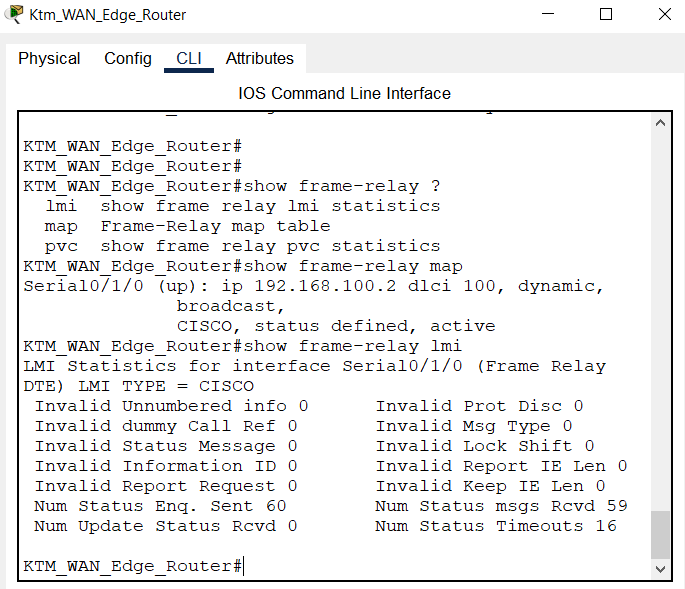 Ktm_WAN_Edge_Router
Physical Config CLI Attributes
IOS Command Line Interface
KTM_WAN_Edge_Router#
KTM_WAN_Edge_Router#
KTM_WAN_Edge_Router#show frame-relay ?
  lmi  show frame relay lmi statistics
  map  Frame-Relay map table
  pvc  show frame relay pvc statistics
KTM_WAN_Edge_Router#show frame-relay map
Serial0/1/0 (up): ip 192.168.100.2 dlci 100, dynamic,
              broadcast,
              CISCO, status defined, active
KTM_WAN_Edge_Router#show frame-relay lmi
LMI Statistics for interface Serial0/1/0 (Frame Relay
DTE) LMI TYPE = CISCO
 Invalid Unnumbered info 0      Invalid Prot Disc 0
 Invalid dummy Call Ref 0       Invalid Msg Type 0
 Invalid Status Message 0       Invalid Lock Shift 0
 Invalid Information ID 0       Invalid Report IE Len 0
 Invalid Report Request 0       Invalid Keep IE Len 0
 Num Status Enq. Sent 60        Num Status msgs Rcvd 59
 Num Update Status Rcvd 0       Num Status Timeouts 16
KTM_WAN_Edge_Router#